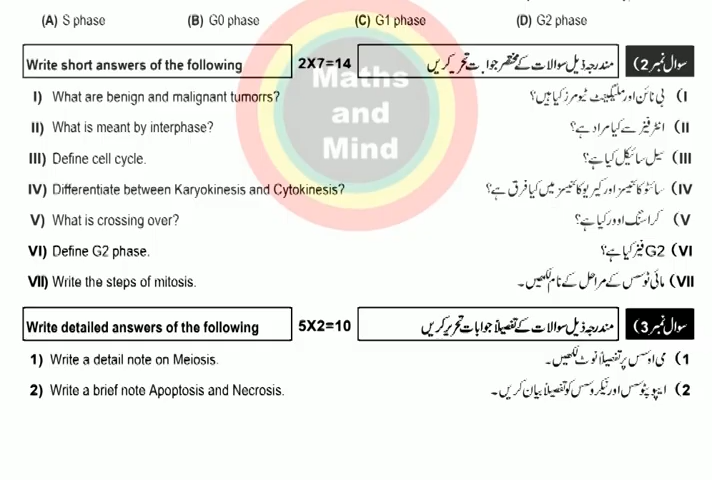 (A) S phase (B) G0 phase (C) G1 phase (D) G2 phase
Write short answers of the following 2X7=14 مندرجہ ذیل سوالات کے مختصر جوابات تحریر کریں سوال نمبر 2)
I) What are benign and malignant tumorrs? بی نائن اور ملیگنینٹ ٹیومرز کیا ہیں؟ (I
II) What is meant by interphase? انٹرفیز سے کیا مراد ہے؟ (II
III) Define cell cycle. سیل سائیکل کیا ہے؟ (III
IV) Differentiate between Karyokinesis and Cytokinesis? سائٹوکائنیسز اور کیریوکائنیسز میں کیا فرق ہے؟ (IV
V) What is crossing over? کراسنگ اوور کیا ہے؟ (V
VI) Define G2 phase. G2 فیز کیا ہے؟ (VI
VII) Write the steps of mitosis. مائی ٹوسس کے مراحل کے نام لکھیں۔ (VII
Write detailed answers of the following 5X2=10 مندرجہ ذیل سوالات کے تفصیلاً جوابات تحریر کریں سوال نمبر 3)
1) Write a detail note on Meiosis. می اوسس پر تفصیلاً نوٹ لکھیں۔ (1
2) Write a brief note Apoptosis and Necrosis. ایپوپٹوسس اور نیکروسس کو تفصیلاً بیان کریں۔ (2
Maths
and
Mind